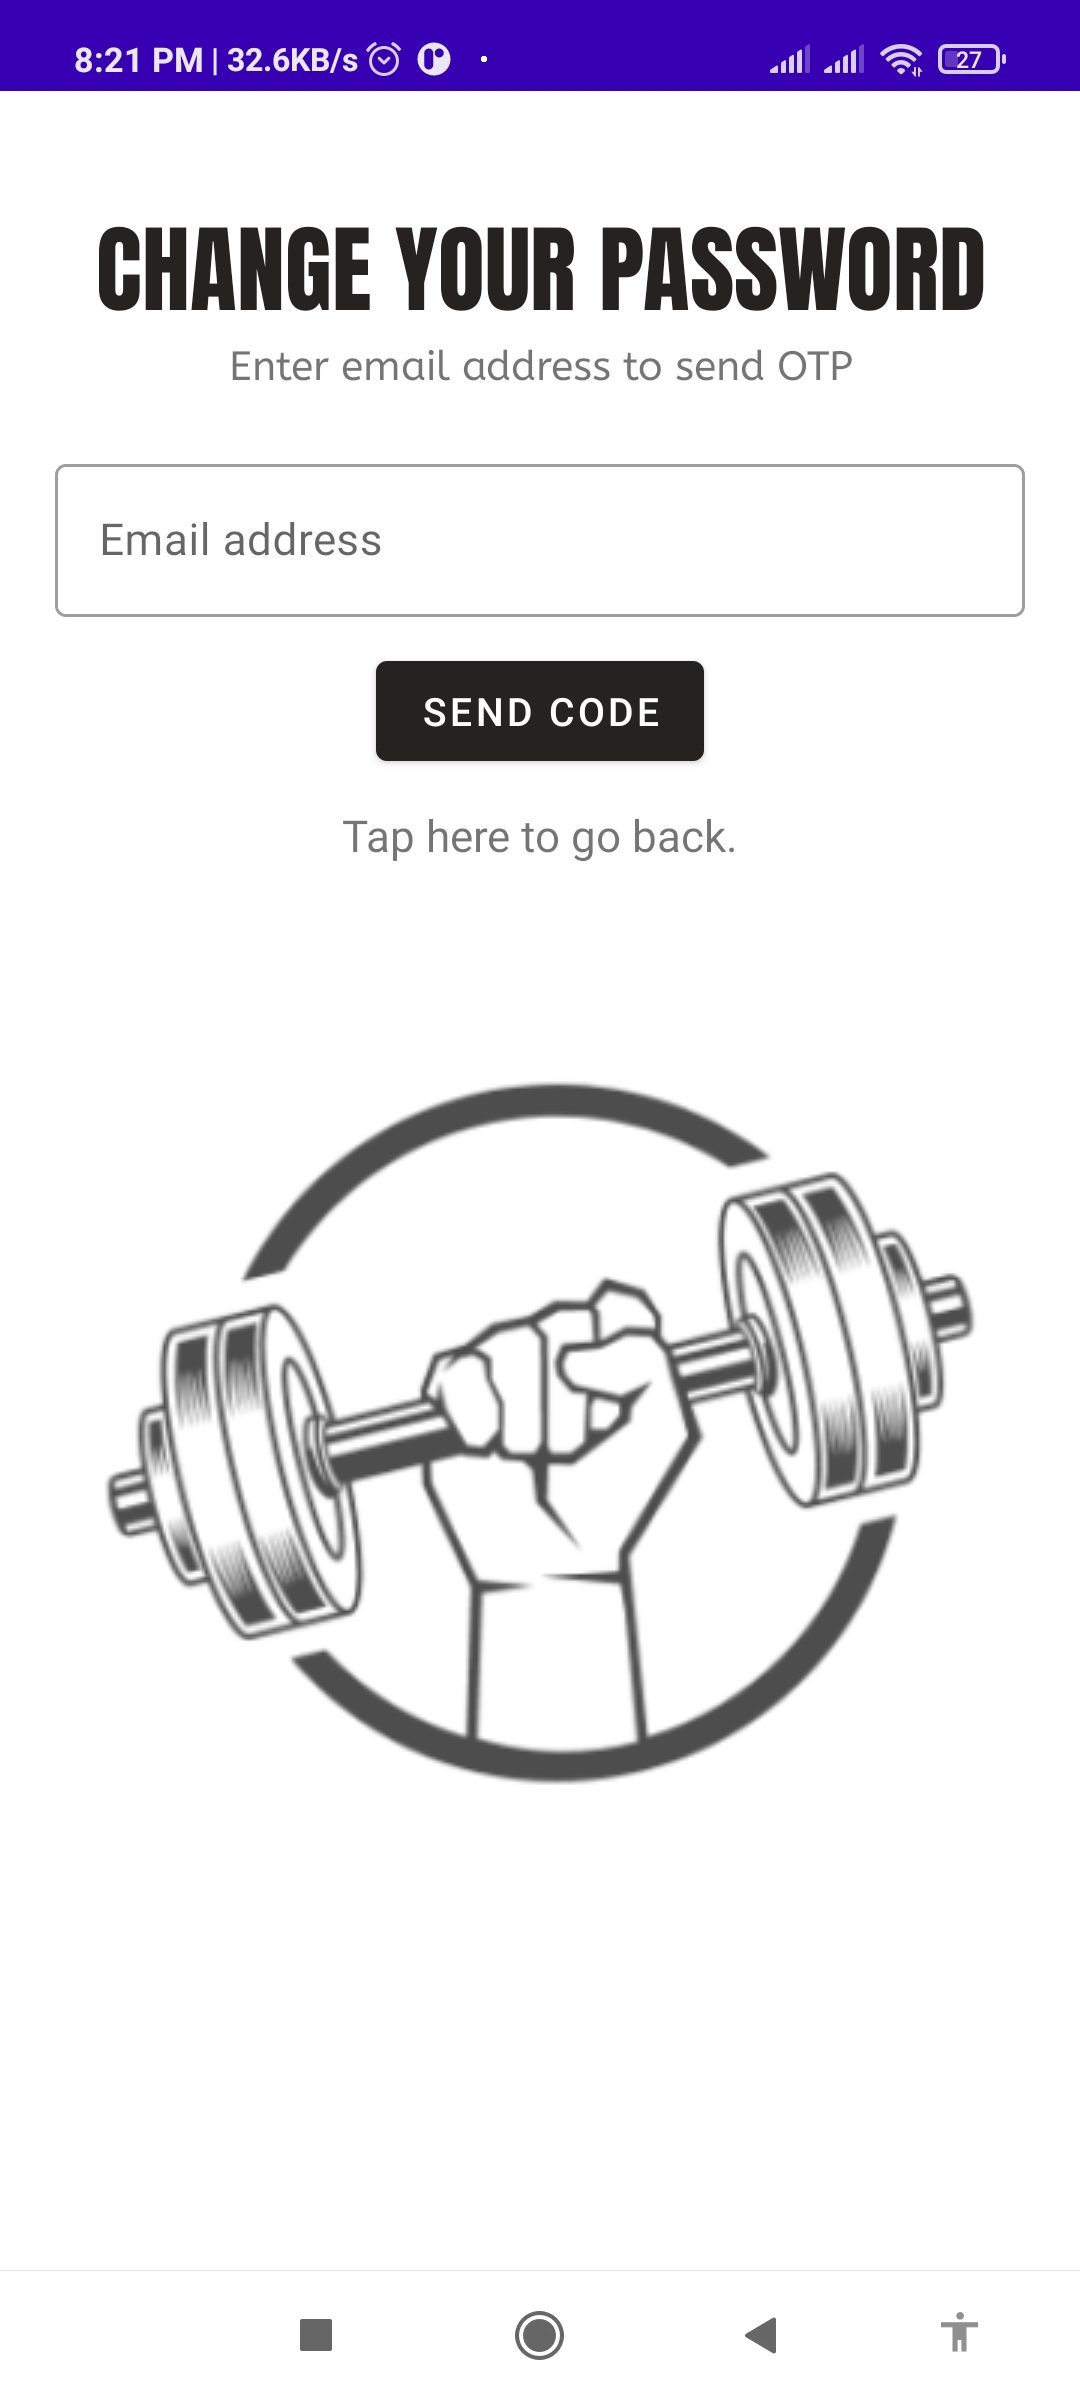 8:21 PM | 32.6KB/s
27
CHANGE YOUR PASSWORD
Enter email address to send OTP
Email address
SEND CODE
Tap here to go back.